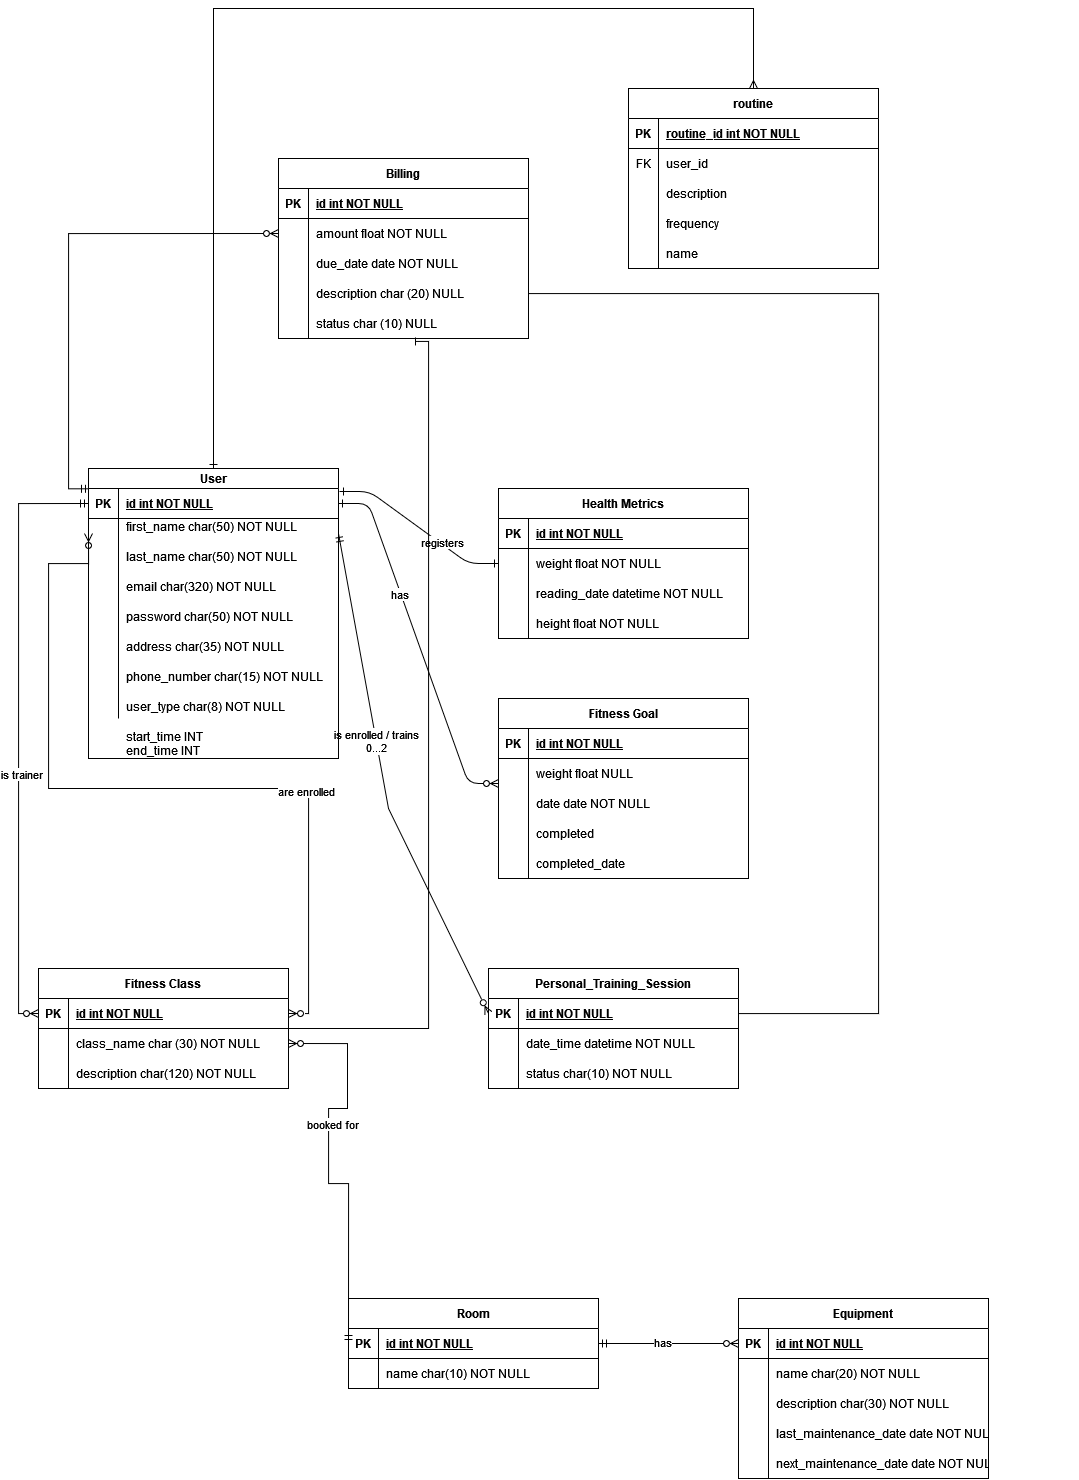 routine
PK routine_id int NOT NULL
FK user_id
description
frequency
name
Billing
PK id int NOT NULL
amount float NOT NULL
due_date date NOT NULL
description char (20) NULL
status char (10) NULL
User
PK id int NOT NULL
first_name char(50) NOT NULL
last_name char(50) NOT NULL
email char(320) NOT NULL
password char(50) NOT NULL
address char(35) NOT NULL
phone_number char(15) NOT NULL
user_type char(8) NOT NULL
start_time INT
end_time INT
Health Metrics
PK id int NOT NULL
weight float NOT NULL
reading_date datetime NOT NULL
height float NOT NULL
registers
has
Fitness Goal
PK id int NOT NULL
weight float NULL
date date NOT NULL
completed
completed_date
is enrolled / trains
0...2
is trainer
are enrolled
Fitness Class
PK id int NOT NULL
class_name char (30) NOT NULL
description char(120) NOT NULL
Personal_Training_Session
PK id int NOT NULL
date_time datetime NOT NULL
status char(10) NOT NULL
booked for
Room
PK id int NOT NULL
name char(10) NOT NULL
has
Equipment
PK id int NOT NULL
name char(20) NOT NULL
description char(30) NOT NULL
last_maintenance_date date NOT NUL
next_maintenance_date date NOT NUL